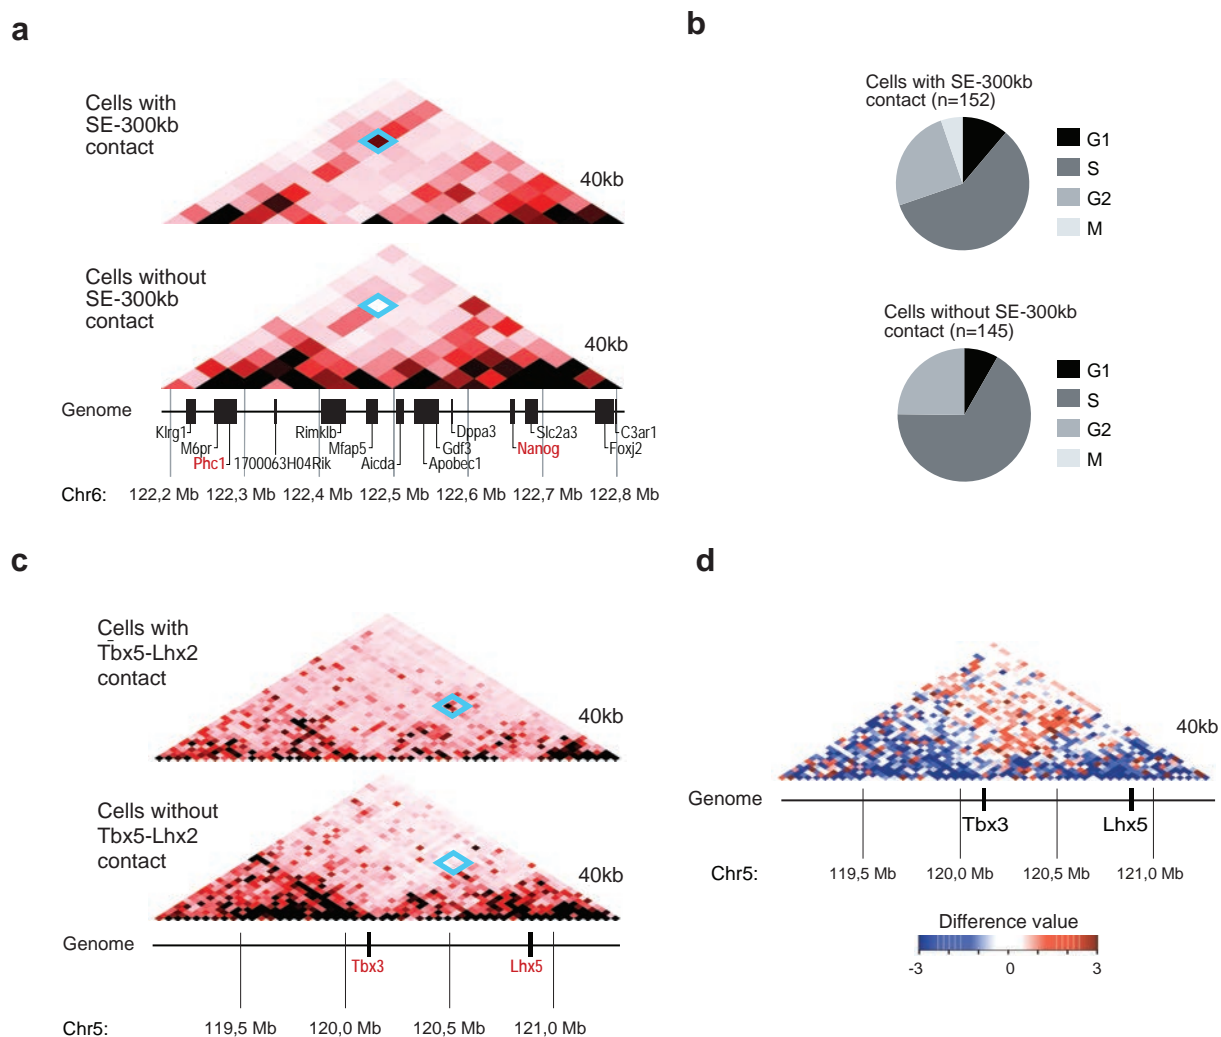 a
Cells with
SE-300kb
contact
40kb
Cells without
SE-300kb
contact
40kb
Genome
Klrg1
M6pr
Phc1
1700063H04Rik
Rimklb
Mfap5
Aicda
Apobec1
Gdf3
Dppa3
Nanog
Slc2a3
Foxj2
C3ar1
Chr6:
122,2 Mb
122,3 Mb
122,4 Mb
122,5 Mb
122,6 Mb
122,7 Mb
122,8 Mb
b
Cells with SE-300kb
contact (n=152)
G1
S
G2
M
Cells without SE-300kb
contact (n=145)
G1
S
G2
M
c
Cells with
Tbx5-Lhx2
contact
40kb
Cells without
Tbx5-Lhx2
contact
40kb
Genome
Tbx3
Lhx5
Chr5:
119,5 Mb
120,0 Mb
120,5 Mb
121,0 Mb
d
40kb
Genome
Tbx3
Lhx5
Chr5:
119,5 Mb
120,0 Mb
120,5 Mb
121,0 Mb
Difference value
-3
0
3